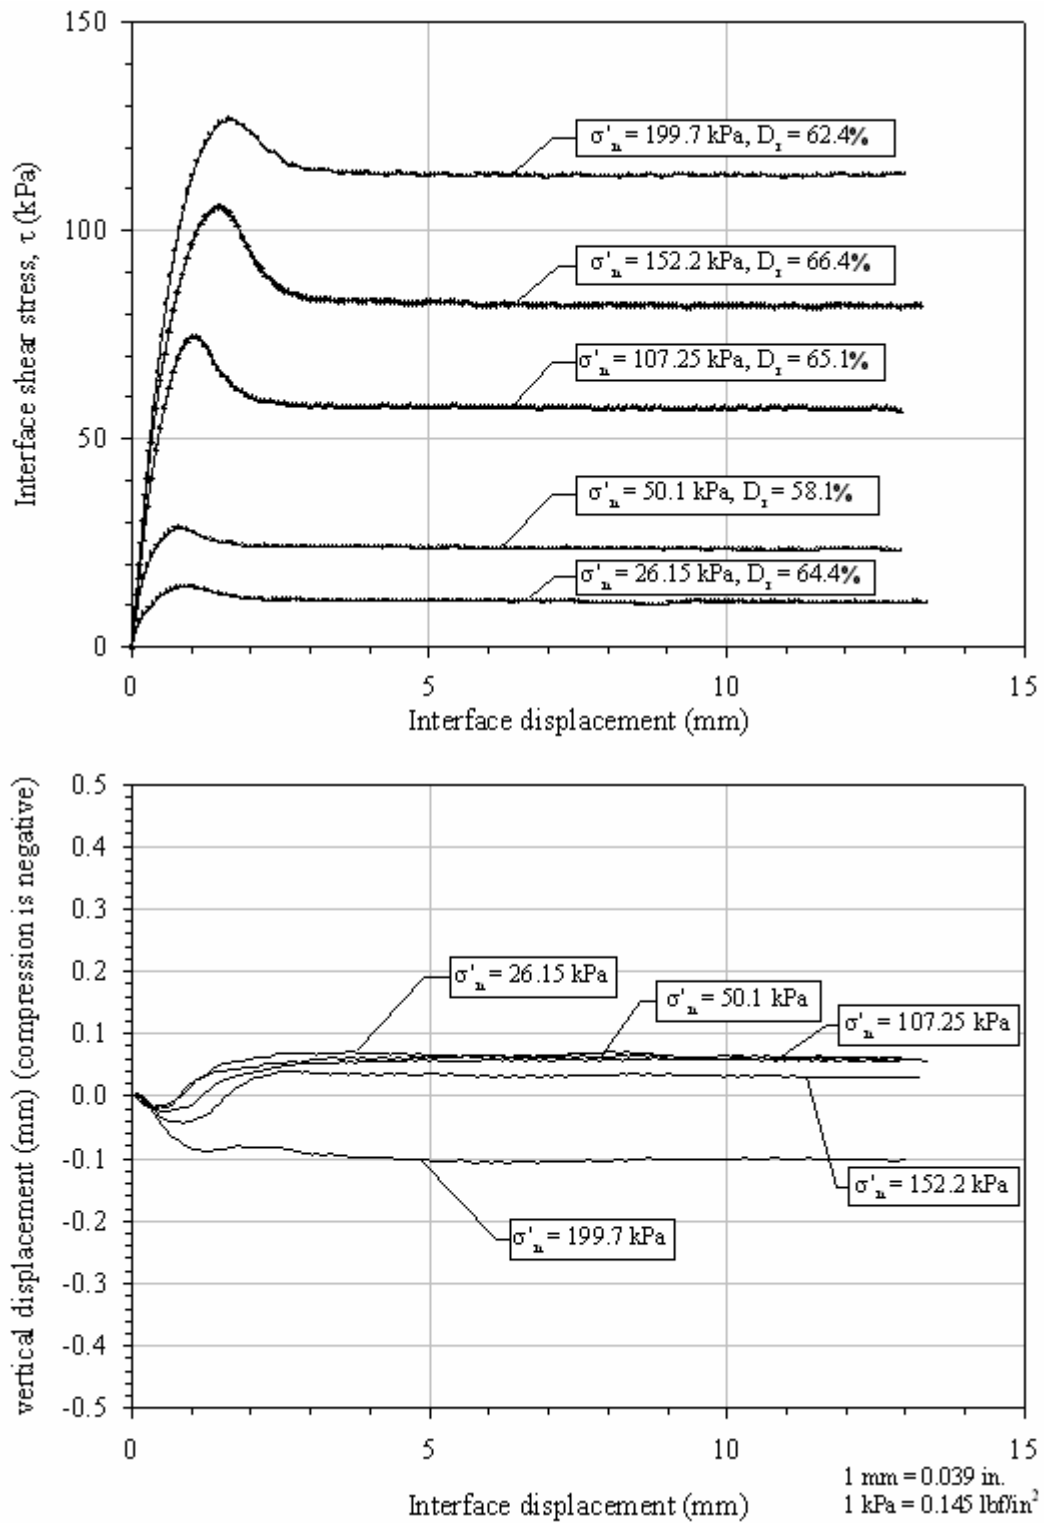 150
100
50
0
Interface shear stress, τ (kPa)
σ'n = 199.7 kPa, Dr = 62.4%
σ'n = 152.2 kPa, Dr = 66.4%
σ'n = 107.25 kPa, Dr = 65.1%
σ'n = 50.1 kPa, Dr = 58.1%
σ'n = 26.15 kPa, Dr = 64.4%
0 5 10 15
Interface displacement (mm)
0.5
0.4
0.3
0.2
0.1
0.0
-0.1
-0.2
-0.3
-0.4
-0.5
vertical displacement (mm) (compression is negative)
σ'n = 26.15 kPa
σ'n = 50.1 kPa
σ'n = 107.25 kPa
σ'n = 152.2 kPa
σ'n = 199.7 kPa
0 5 10 15
Interface displacement (mm)
1 mm = 0.039 in.
1 kPa = 0.145 lbf/in²